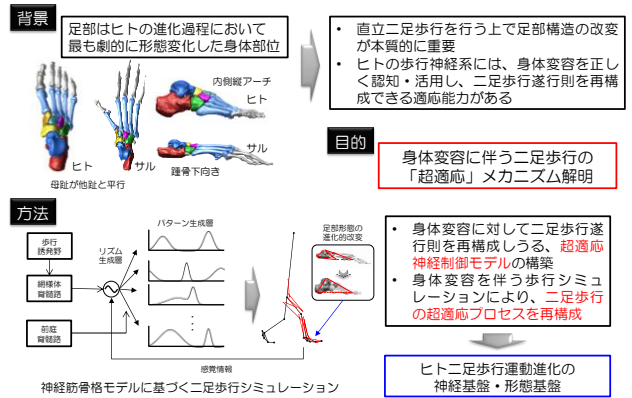 背景
足部はヒトの進化過程において
最も劇的に形態変化した身体部位
内側縦アーチ
ヒト
サル
踵骨下向き
ヒト
サル
母趾が他趾と平行
• 直立二足歩行を行う上で足部構造の改変
が本質的に重要
• ヒトの歩行神経系には、身体変容を正し
く認知・活用し、二足歩行遂行則を再構
成できる適応能力がある
目的
身体変容に伴う二足歩行の
「超適応」メカニズム解明
方法
歩行
誘発野
網様体
脊髄路
前庭
脊髄路
リズム
生成層
パターン生成層
足部形態の
進化的改変
感覚情報
神経筋骨格モデルに基づく二足歩行シミュレーション
• 身体変容に対して二足歩行遂
行則を再構成しうる、超適応
神経制御モデルの構築
• 身体変容を伴う歩行シミュ
レーションにより、二足歩行
の超適応プロセスを再構成
ヒト二足歩行運動進化の
神経基盤・形態基盤